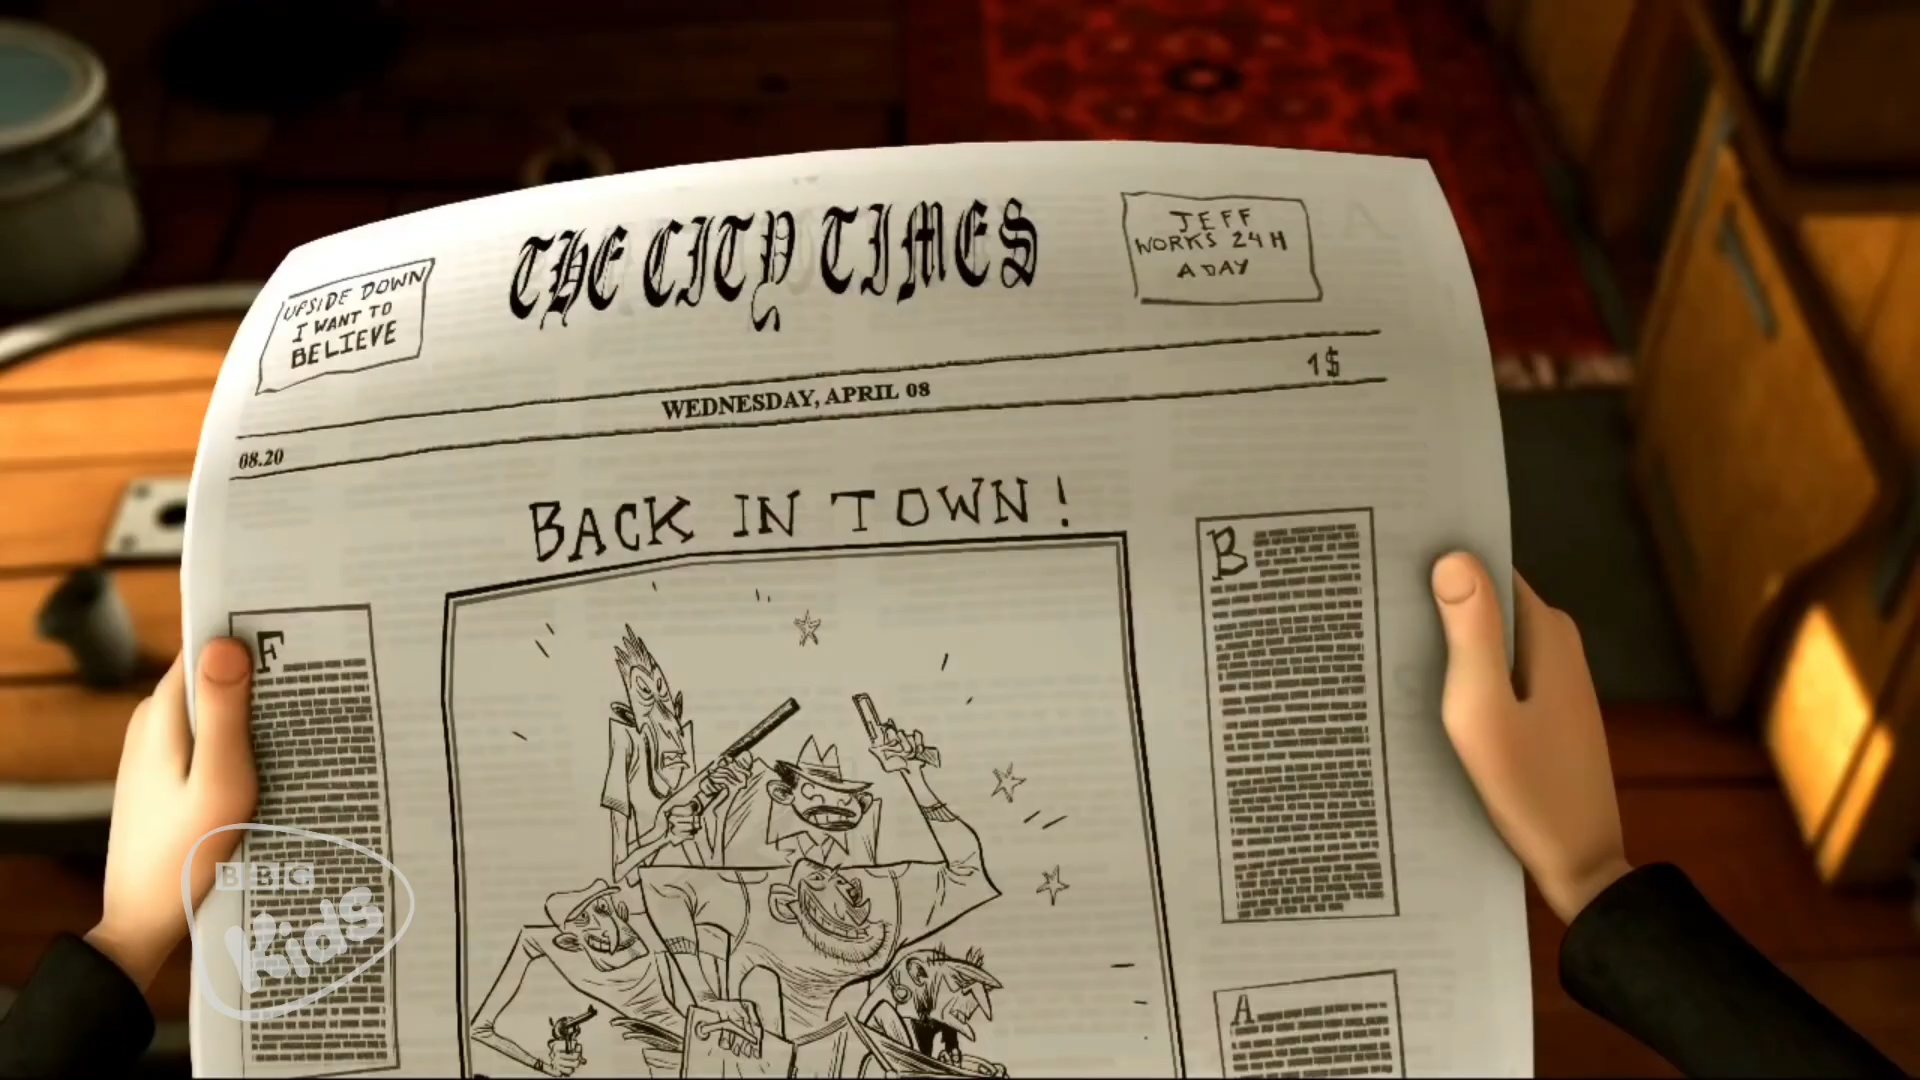 THE CITY TIMES
UPSIDE DOWN
I WANT TO
BELIEVE
JEFF
WORKS 24H
A DAY
1$
WEDNESDAY, APRIL 08
08.20
BACK IN TOWN!
F
B
A
BBC
Kids